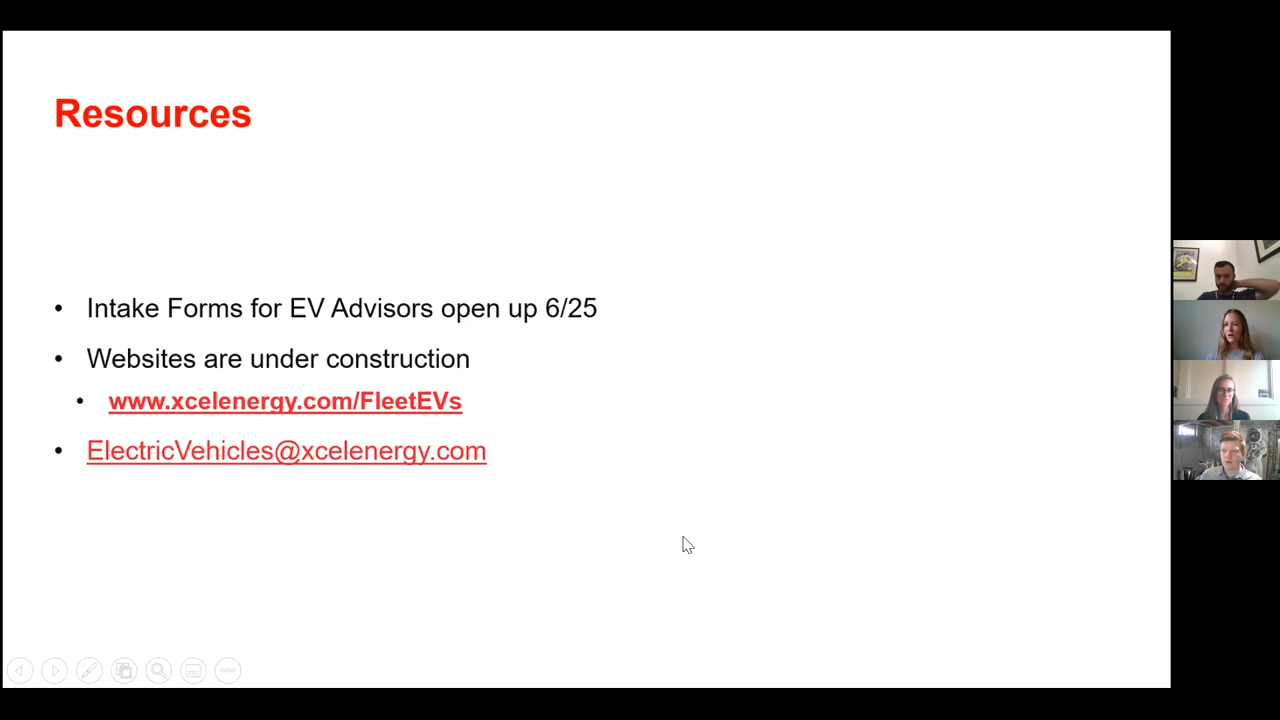 Resources
Intake Forms for EV Advisors open up 6/25
Websites are under construction
www.xcelenergy.com/FleetEVs
ElectricVehicles@xcelenergy.com